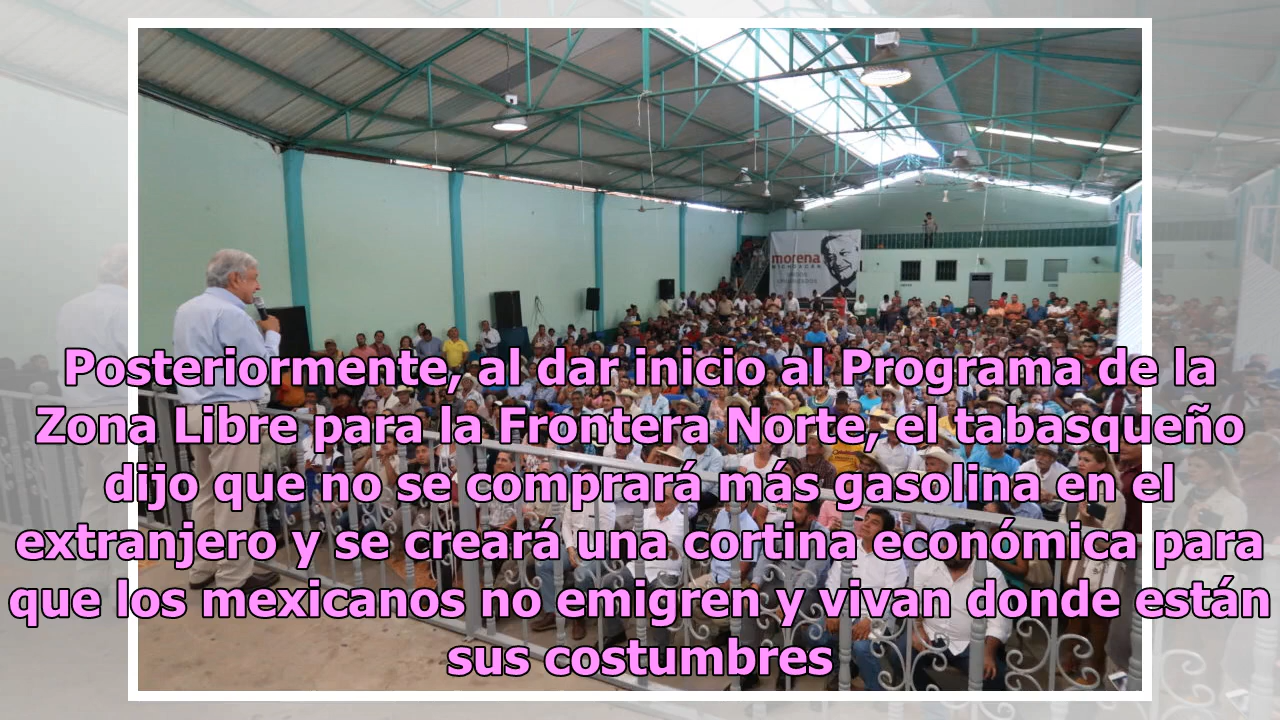 morena
MICHOACÁN
Posteriormente, al dar inicio al Programa de la
Zona Libre para la Frontera Norte, el tabasqueño
dijo que no se comprará más gasolina en el
extranjero y se creará una cortina económica para
que los mexicanos no emigren y vivan donde están
sus costumbres